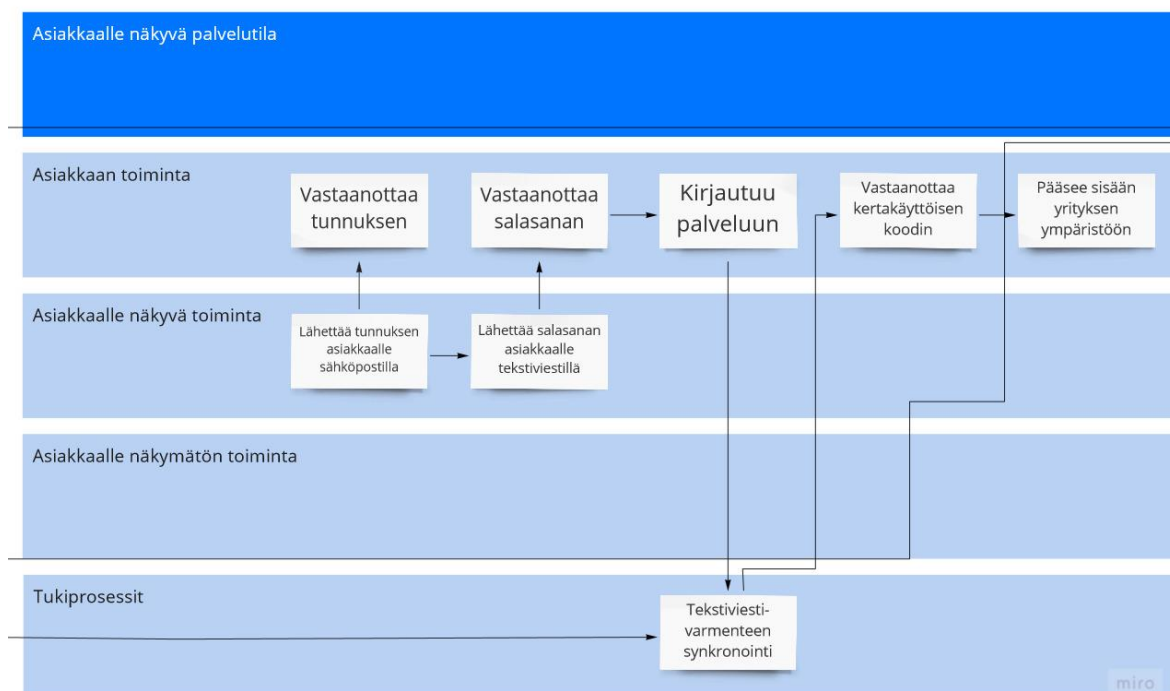 Asiakkaalle näkyvä palvelutila
Asiakkaan toiminta
Vastaanottaa
tunnuksen
Vastaanottaa
salasanan
Kirjautuu
palveluun
Vastaanottaa
kertakäyttöisen
koodin
Pääsee sisään
yrityksen
ympäristöön
Asiakkaalle näkyvä toiminta
Lähettää tunnuksen
asiakkaalle
sähköpostilla
Lähettää salasanan
asiakkaalle
tekstiviestillä
Asiakkaalle näkymätön toiminta
Tukiprosessit
Tekstiviesti-
varmenteen
synkronointi
miro